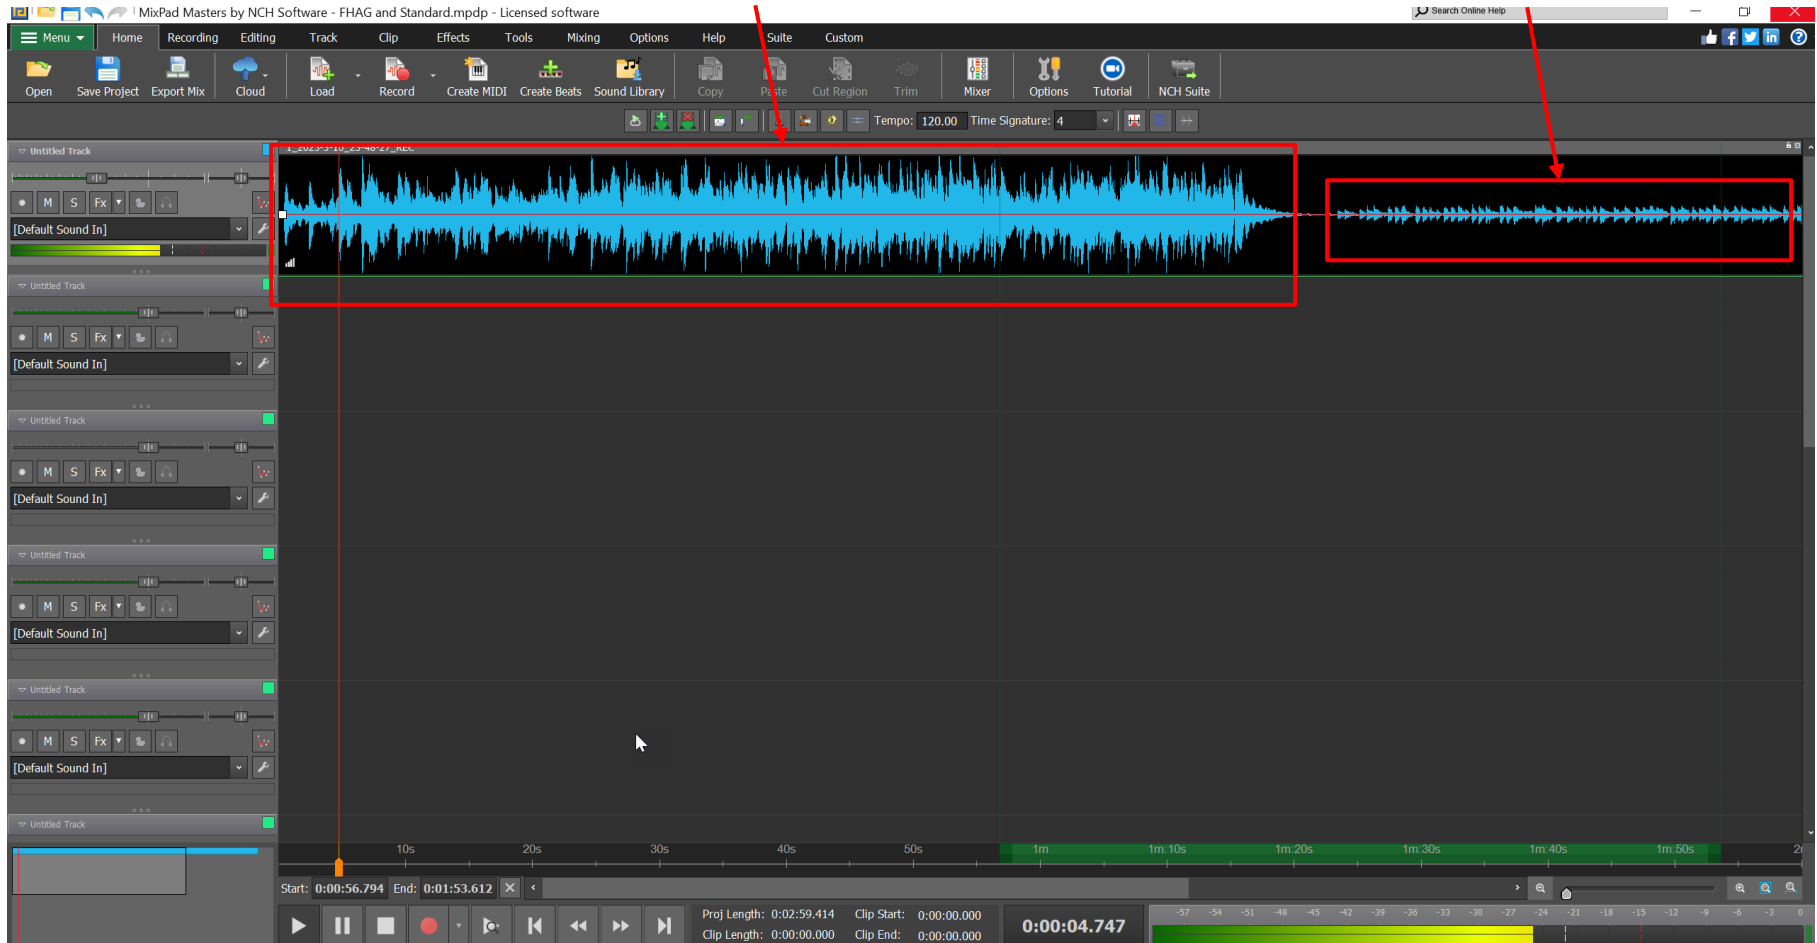 MixPad Masters by NCH Software - FHAG and Standard.mpdp - Licensed software
Search Online Help
Menu Home Recording Editing Track Clip Effects Tools Mixing Options Help Suite Custom
Open Save Project Export Mix Cloud Load Record Create MIDI Create Beats Sound Library Copy Paste Cut Region Trim Mixer Options Tutorial NCH Suite
Tempo: 120.00 Time Signature: 4
Untitled Track
1_2023-3-10_23-48-27_REC
M S Fx
[Default Sound In]
Untitled Track
M S Fx
[Default Sound In]
Untitled Track
M S Fx
[Default Sound In]
Untitled Track
M S Fx
[Default Sound In]
Untitled Track
M S Fx
[Default Sound In]
Untitled Track
10s 20s 30s 40s 50s 1m 1m:10s 1m:20s 1m:30s 1m:40s 1m:50s
Start: 0:00:56.794 End: 0:01:53.612
Proj Length: 0:02:59.414 Clip Start: 0:00:00.000
Clip Length: 0:00:00.000 Clip End: 0:00:00.000
0:00:04.747
-57 -54 -51 -48 -45 -42 -39 -36 -33 -30 -27 -24 -21 -18 -15 -12 -9 -6 -3 0